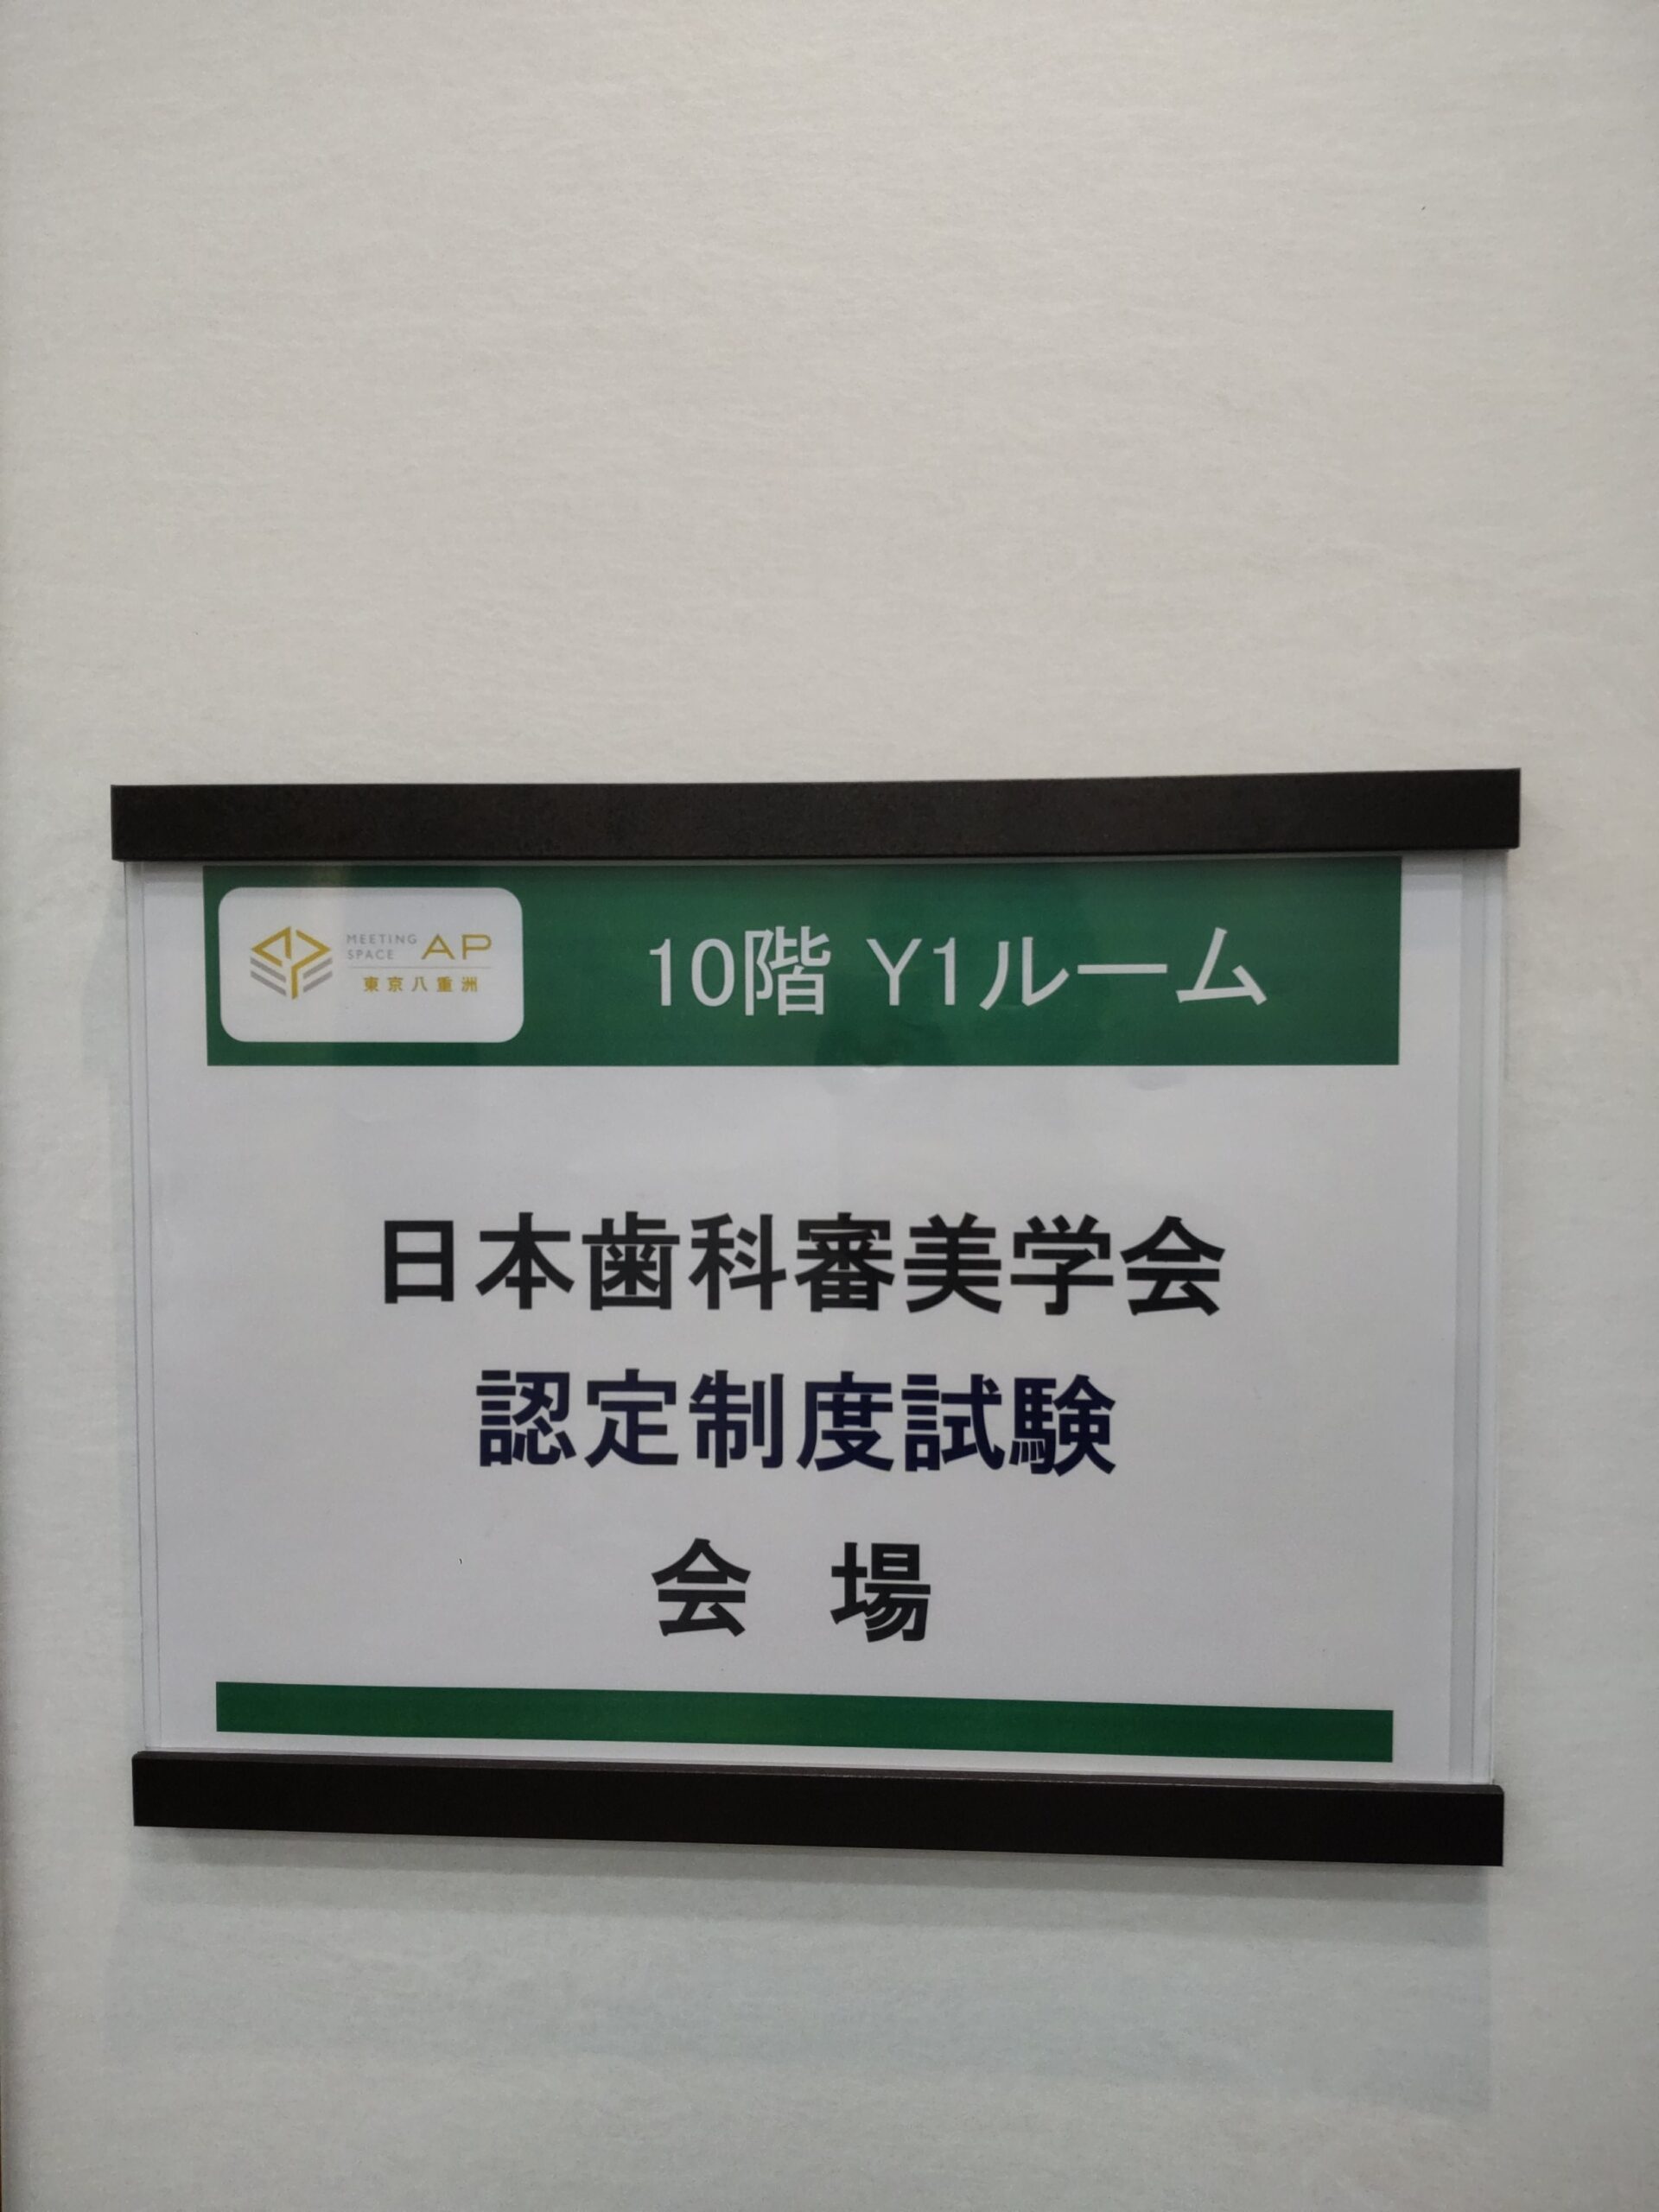 MEETING SPACE AP
東京八重洲
10階 Y1ルーム
日本歯科審美学会
認定制度試験
会 場